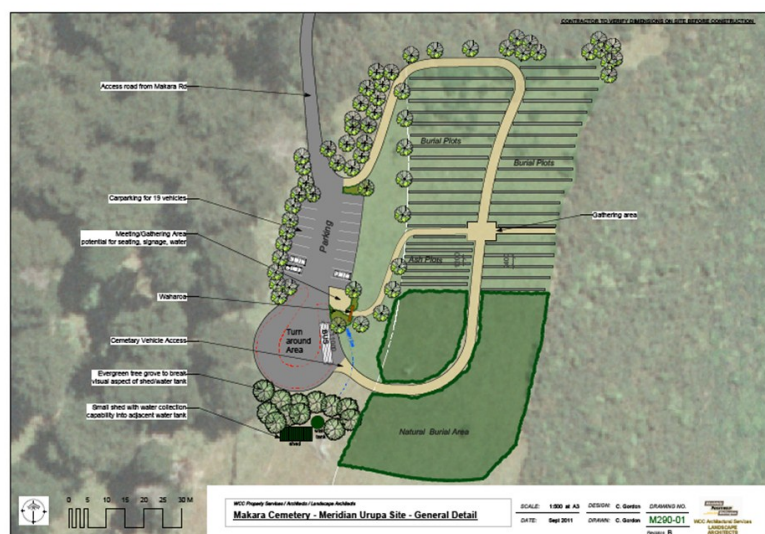 CONTRACTOR TO VERIFY DIMENSIONS ON SITE BEFORE CONSTRUCTION
Access road from Makara Rd
Burial Plots
Burial Plots
Carparking for 19 vehicles
Gathering area
Parking
Meeting/Gathering Area
potential for seating, signage, water
Ash Plots
Waharoa
Turn
around
Area
BUS
Cemetary Vehicle Access
Evergreen tree grove to break
visual aspect of shed/water tank
Small shed with water collection
capability into adjacent water tank
shed
tank
Natural Burial Area
0 5 10 15 20 25 30 M
WCC Property Services / Architects / Landscape Architects
Makara Cemetery - Meridian Urupa Site - General Detail
SCALE: 1:500 at A3 DESIGN: C. Gordon DRAWING NO.
DATE: Sept 2011 DRAWN: C. Gordon M290-01
Revision B
WCC Architectural Services
LANDSCAPE
ARCHITECTS